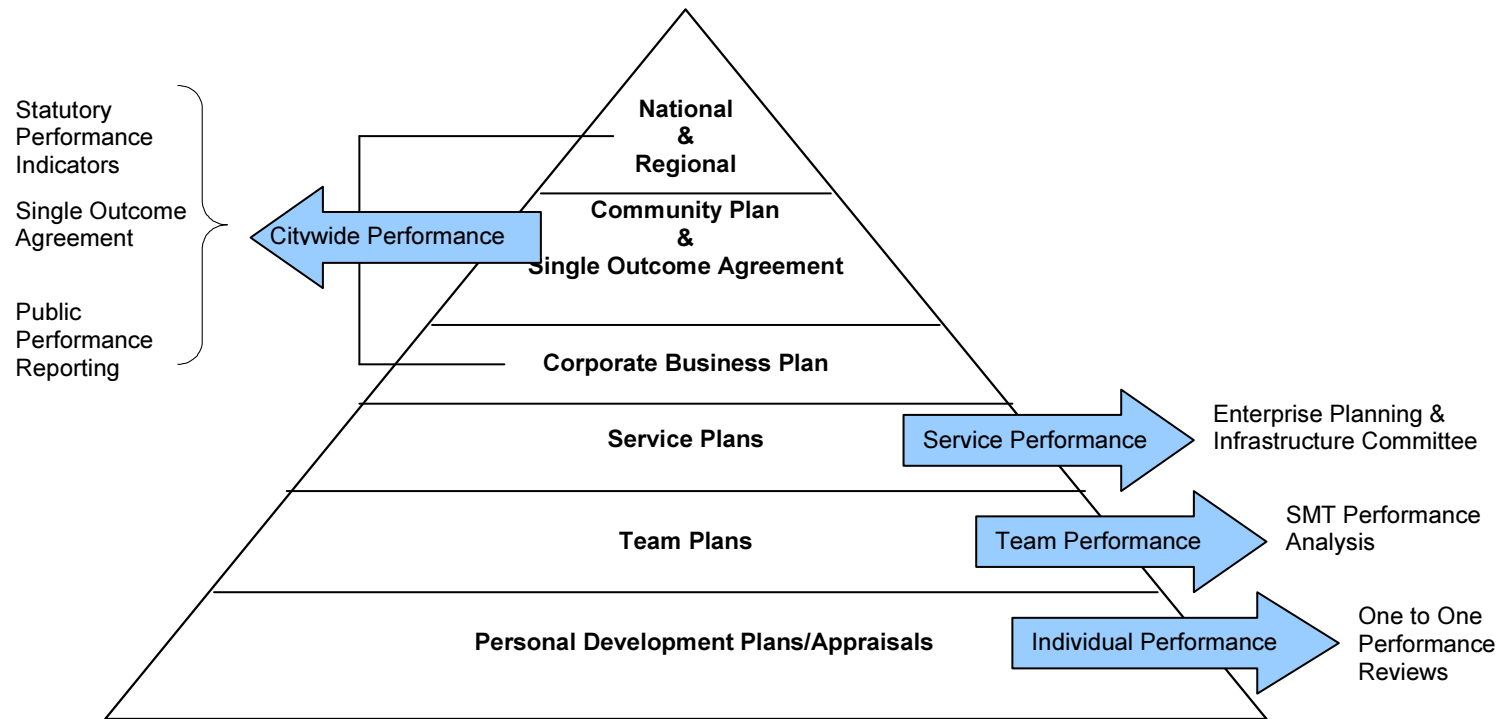 National
&
Regional
Statutory
Performance
Indicators
Single Outcome
Agreement
Public
Performance
Reporting
Citywide Performance
Community Plan
&
Single Outcome Agreement
Corporate Business Plan
Service Plans
Service Performance
Enterprise Planning &
Infrastructure Committee
Team Plans
Team Performance
SMT Performance
Analysis
Personal Development Plans/Appraisals
Individual Performance
One to One
Performance
Reviews